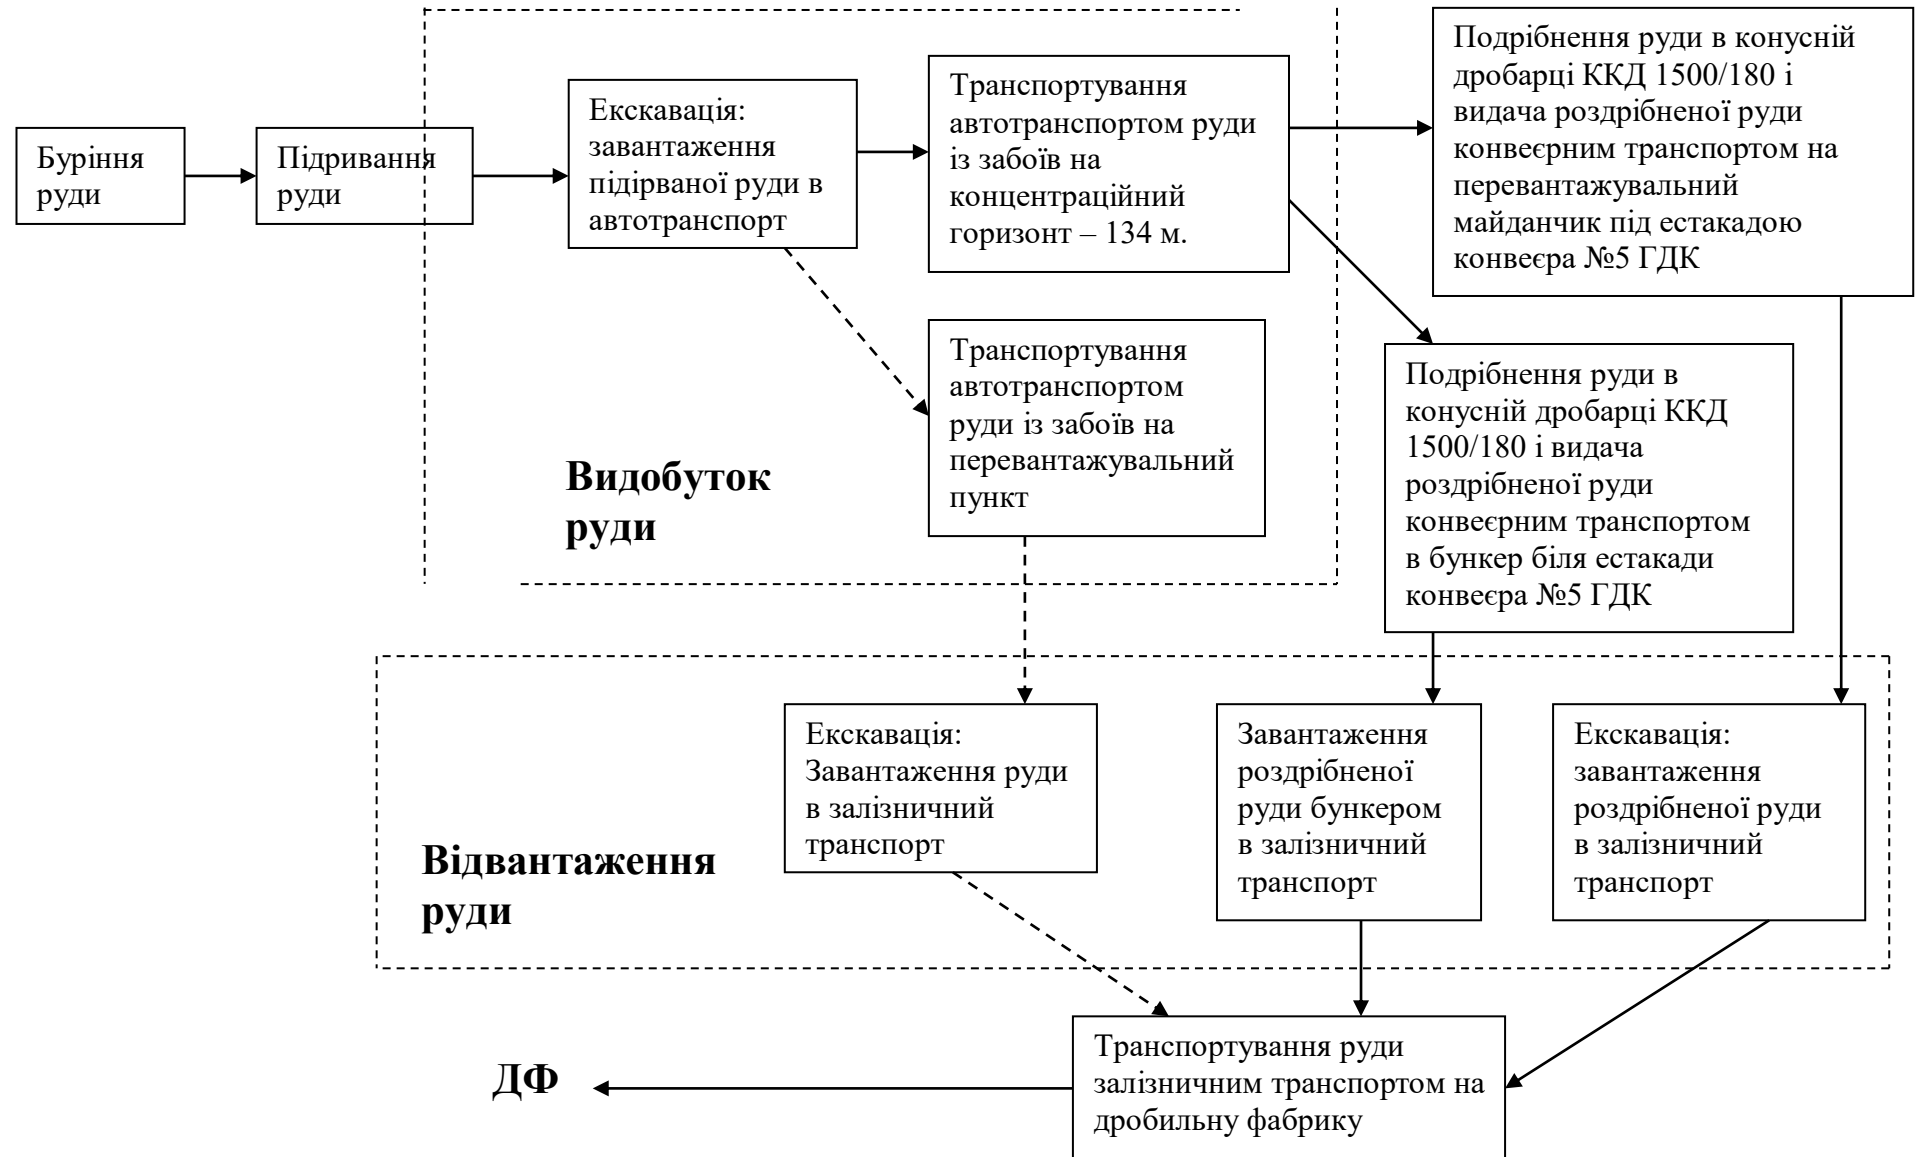 Буріння
руди
Підривання
руди
Екскавація:
завантаження
підірваної руди в
автотранспорт
Транспортування
автотранспортом руди
із забоїв на
концентраційний
горизонт – 134 м.
Подрібнення руди в конусній
дробарці ККД 1500/180 і
видача роздрібненої руди
конвеєрним транспортом на
перевантажувальний
майданчик під естакадою
конвеєра №5 ГДК
Транспортування
автотранспортом
руди із забоїв на
перевантажувальний
пункт
Подрібнення руди в
конусній дробарці ККД
1500/180 і видача
роздрібненої руди
конвеєрним транспортом
в бункер біля естакади
конвеєра №5 ГДК
Видобуток
руди
Екскавація:
Завантаження руди
в залізничний
транспорт
Завантаження
роздрібненої
руди бункером
в залізничний
транспорт
Екскавація:
завантаження
роздрібненої руди
в залізничний
транспорт
Відвантаження
руди
Транспортування руди
залізничним транспортом на
дробильну фабрику
ДФ